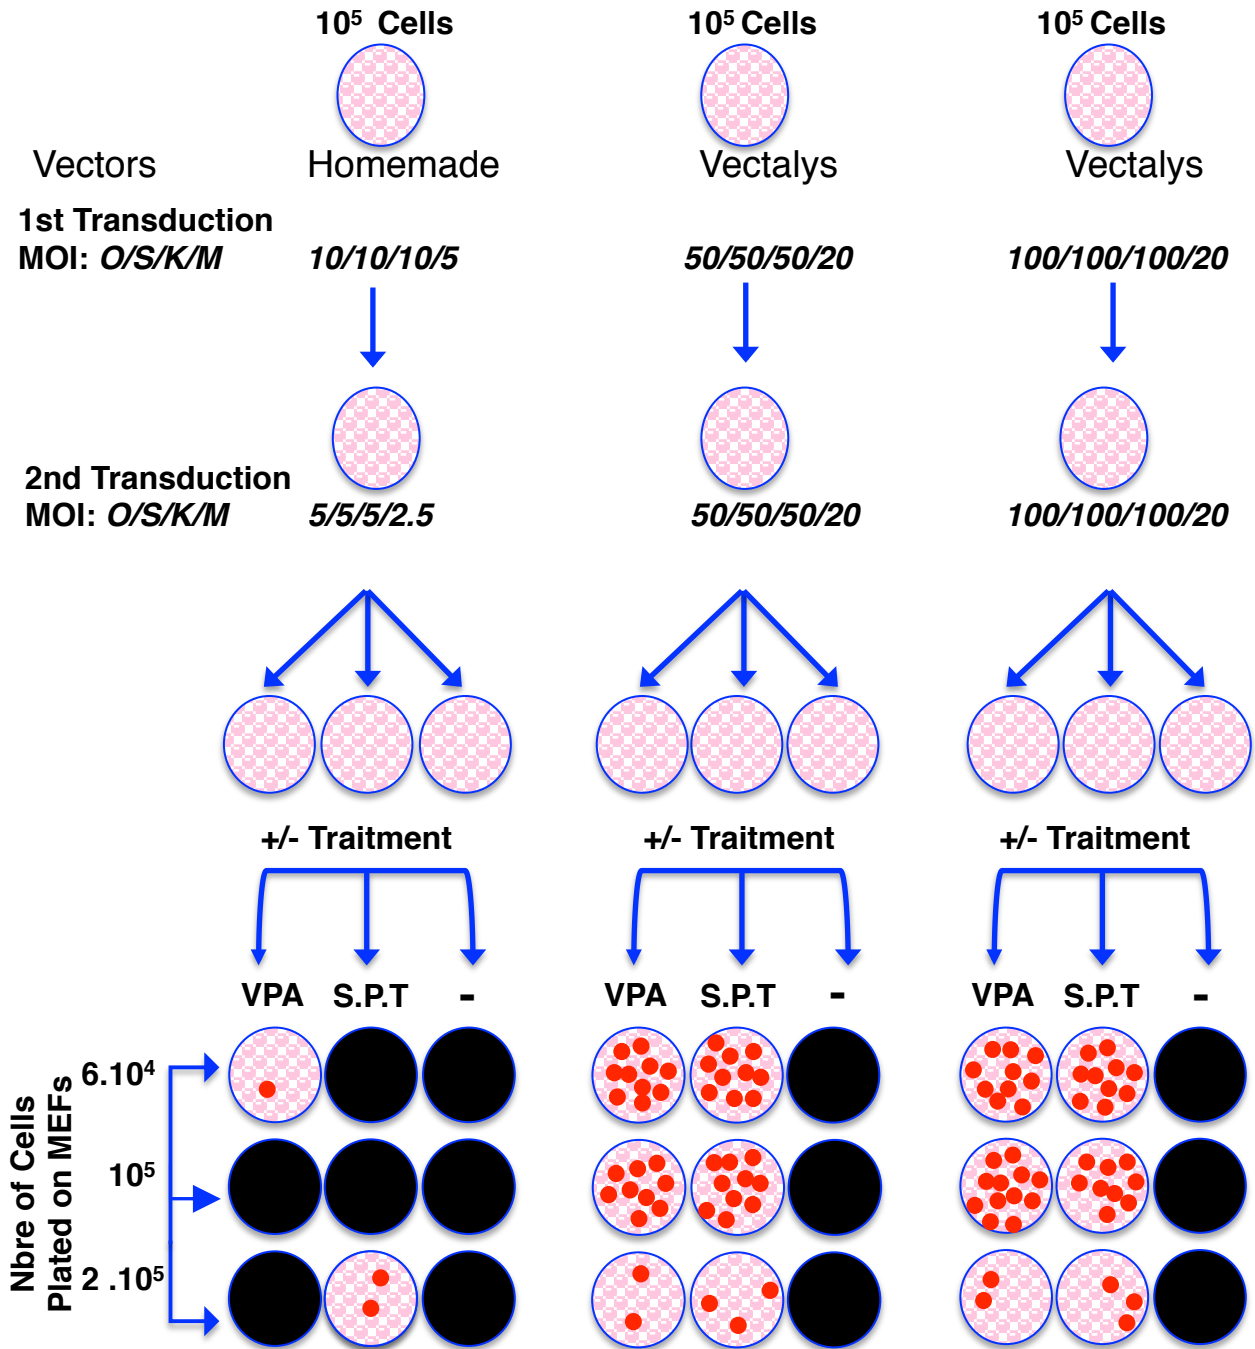 10⁵ Cells 10⁵ Cells 10⁵ Cells
Vectors Homemade Vectalys Vectalys
1st Transduction
MOI: O/S/K/M 10/10/10/5 50/50/50/20 100/100/100/20
2nd Transduction
MOI: O/S/K/M 5/5/5/2.5 50/50/50/20 100/100/100/20
+/- Traitment +/- Traitment +/- Traitment
VPA S.P.T - VPA S.P.T - VPA S.P.T -
Nbre of Cells
Plated on MEFs
6.10⁴
10⁵
2 .10⁵